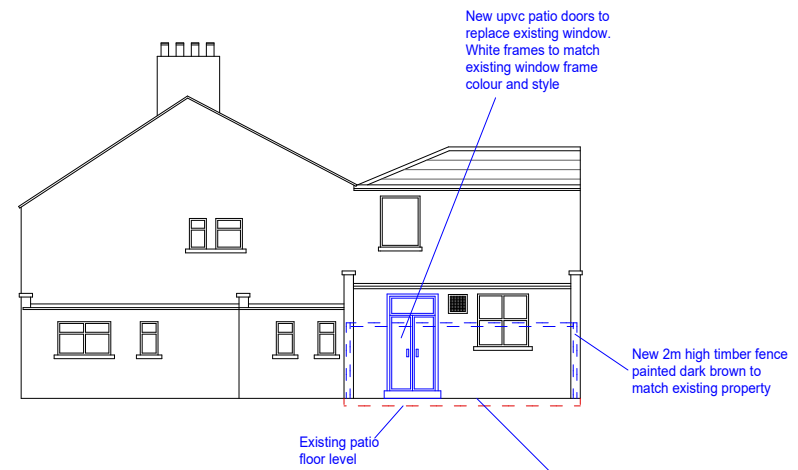 New upvc patio doors to
replace existing window.
White frames to match
existing window frame
colour and style
New 2m high timber fence
painted dark brown to
match existing property
Existing patio
floor level